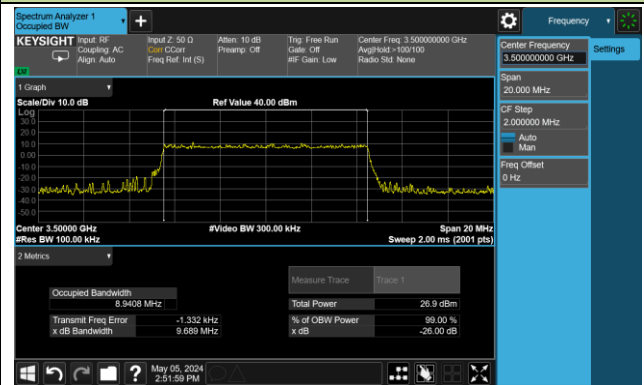 Spectrum Analyzer 1
Occupied BW
Frequency
KEYSIGHT
Input: RF
Coupling: AC
Align: Auto
Input Z: 50 Ω
Corr CCorr
Freq Ref: Int (S)
Atten: 10 dB
Preamp: Off
Trig: Free Run
Gate: Off
#IF Gain: Low
Center Freq: 3.500000000 GHz
Avg|Hold:>100/100
Radio Std: None
Center Frequency
3.500000000 GHz
Settings
Span
20.000 MHz
CF Step
2.000000 MHz
Auto
Man
Freq Offset
0 Hz
1 Graph
Scale/Div 10.0 dB
Ref Value 40.00 dBm
Log
30.0
20.0
10.0
0.00
-10.0
-20.0
-30.0
-40.0
-50.0
Center 3.50000 GHz
#Video BW 300.00 kHz
Span 20 MHz
#Res BW 100.00 kHz
Sweep 2.00 ms (2001 pts)
2 Metrics
Measure Trace
Trace 1
Occupied Bandwidth
8.9408 MHz
Total Power
26.9 dBm
Transmit Freq Error
-1.332 kHz
% of OBW Power
99.00 %
x dB Bandwidth
9.689 MHz
x dB
-26.00 dB
May 05, 2024
2:51:59 PM